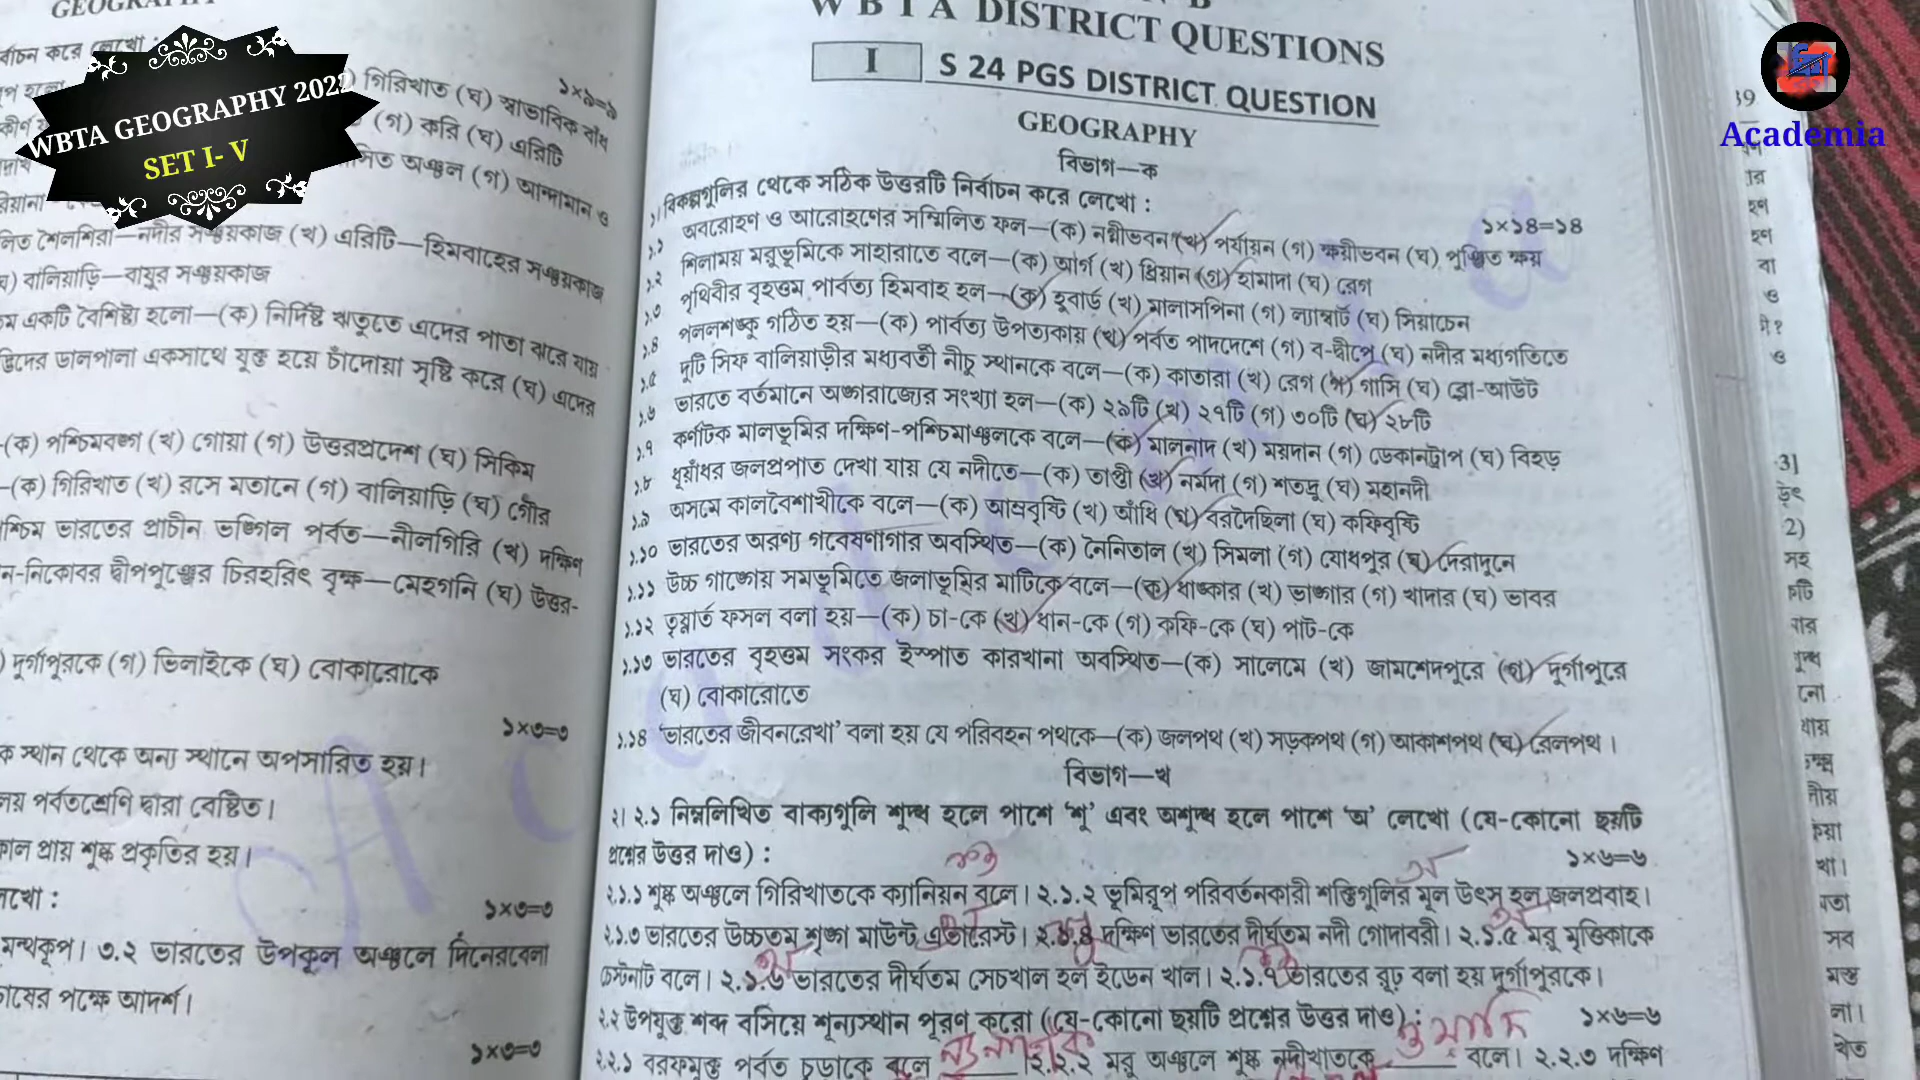 GEOGRAPHY
WBTA GEOGRAPHY 2022
SET I- V
Academia
র্বাচন করে লেখো :
১×৯=৯
গিরিখাত (ঘ) স্বাভাবিক বাঁধ
(গ) করি (ঘ) এরিটি
অঞ্চল (গ) আন্দামান ও
শৈলশিরা—নদীর সঞ্চয়কাজ (খ) এরিটি—হিমবাহের সঞ্চয়কাজ
বালিয়াড়ি—বায়ুর সঞ্চয়কাজ
একটি বৈশিষ্ট্য হলো—(ক) নির্দিষ্ট ঋতুতে এদের পাতা ঝরে যায়
ডালপালা একসাথে যুক্ত হয়ে চাঁদোয়া সৃষ্টি করে (ঘ) এদের
—(ক) পশ্চিমবঙ্গ (খ) গোয়া (গ) উত্তরপ্রদেশ (ঘ) সিকিম
—(ক) গিরিখাত (খ) রসে মতানে (গ) বালিয়াড়ি (ঘ) গৌর
ভারতের প্রাচীন ভঙ্গিল পর্বত—নীলগিরি (খ) দক্ষিণ
ন-নিকোবর দ্বীপপুঞ্জের চিরহরিৎ বৃক্ষ—মেহগনি (ঘ) উত্তর-
দুর্গাপুরকে (গ) ভিলাইকে (ঘ) বোকারোকে
১×৩=৩
ক স্থান থেকে অন্য স্থানে অপসারিত হয়।
পর্বতশ্রেণি দ্বারা বেষ্টিত।
প্রায় শুষ্ক প্রকৃতির হয়।
লেখো : ১×৩=৩
মন্থকূপ। ৩.২ ভারতের উপকূল অঞ্চলে দিনেরবেলা
পক্ষে আদর্শ।
১×৩=৩
WBTA DISTRICT QUESTIONS
I S 24 PGS DISTRICT QUESTION
GEOGRAPHY
বিভাগ—ক
১। বিকল্পগুলির থেকে সঠিক উত্তরটি নির্বাচন করে লেখো : ১×১৪=১৪
১.১ অবরোহণ ও আরোহণের সম্মিলিত ফল—(ক) নগ্নীভবন (খ) পর্যায়ন (গ) ক্ষয়ীভবন (ঘ) পুঞ্জিত ক্ষয়
১.২ শিলাময় মরুভূমিকে সাহারাতে বলে—(ক) আর্গ (খ) থ্রিয়ান (গ) হামাদা (ঘ) রেগ
১.৩ পৃথিবীর বৃহত্তম পার্বত্য হিমবাহ হল—(ক) হুবার্ড (খ) মালাসপিনা (গ) ল্যাম্বার্ট (ঘ) সিয়াচেন
১.৪ পললশঙ্কু গঠিত হয়—(ক) পার্বত্য উপত্যকায় (খ) পর্বত পাদদেশে (গ) ব-দ্বীপে (ঘ) নদীর মধ্যগতিতে
১.৫ দুটি সিফ বালিয়াড়ীর মধ্যবর্তী নীচু স্থানকে বলে—(ক) কাতারা (খ) রেগ (গ) গাসি (ঘ) ব্লো-আউট
১.৬ ভারতে বর্তমানে অঙ্গরাজ্যের সংখ্যা হল—(ক) ২৯টি (খ) ২৭টি (গ) ৩০টি (ঘ) ২৮টি
১.৭ কর্ণাটক মালভূমির দক্ষিণ-পশ্চিমাঞ্চলকে বলে—(ক) মালনাদ (খ) ময়দান (গ) ডেকানট্রাপ (ঘ) বিহড়
১.৮ ধূয়াঁধর জলপ্রপাত দেখা যায় যে নদীতে—(ক) তাপ্তী (খ) নর্মদা (গ) শতদ্রু (ঘ) মহানদী
১.৯ অসমে কালবৈশাখীকে বলে—(ক) আম্রবৃষ্টি (খ) আঁধি (গ) বরদৈছিলা (ঘ) কফিবৃষ্টি
১.১০ ভারতের অরণ্য গবেষণাগার অবস্থিত—(ক) নৈনিতাল (খ) সিমলা (গ) যোধপুর (ঘ) দেরাদুনে
১.১১ উচ্চ গাঙ্গেয় সমভূমিতে জলাভূমির মাটিকে বলে—(ক) ধাঙ্কার (খ) ভাঙ্গার (গ) খাদার (ঘ) ভাবর
১.১২ তৃষ্ণার্ত ফসল বলা হয়—(ক) চা-কে (খ) ধান-কে (গ) কফি-কে (ঘ) পাট-কে
১.১৩ ভারতের বৃহত্তম সংকর ইস্পাত কারখানা অবস্থিত—(ক) সালেমে (খ) জামশেদপুরে (গ) দুর্গাপুরে
(ঘ) বোকারোতে
১.১৪ 'ভারতের জীবনরেখা' বলা হয় যে পরিবহন পথকে—(ক) জলপথ (খ) সড়কপথ (গ) আকাশপথ (ঘ) রেলপথ।
বিভাগ—খ
২। ২.১ নিম্নলিখিত বাক্যগুলি শুদ্ধ হলে পাশে 'শু' এবং অশুদ্ধ হলে পাশে 'অ' লেখো (যে-কোনো ছয়টি
প্রশ্নের উত্তর দাও) : ১×৬=৬
২.১.১ শুষ্ক অঞ্চলে গিরিখাতকে ক্যানিয়ন বলে। ২.১.২ ভূমিরূপ পরিবর্তনকারী শক্তিগুলির মূল উৎস হল জলপ্রবাহ।
২.১.৩ ভারতের উচ্চতম শৃঙ্গ মাউন্ট এভারেস্ট। ২.১.৪ দক্ষিণ ভারতের দীর্ঘতম নদী গোদাবরী। ২.১.৫ মরু মৃত্তিকাকে
চেস্টনাট বলে। ২.১.৬ ভারতের দীর্ঘতম সেচখাল হল ইডেন খাল। ২.১.৭ ভারতের রূঢ় বলা হয় দুর্গাপুরকে।
২.২ উপযুক্ত শব্দ বসিয়ে শূন্যস্থান পূরণ করো (যে-কোনো ছয়টি প্রশ্নের উত্তর দাও) : ১×৬=৬
২.২.১ বরফমুক্ত পর্বত চূড়াকে বলে ______। ২.২.২ মরু অঞ্চলে শুষ্ক নদীখাতকে ______ বলে। ২.২.৩ দক্ষিণ